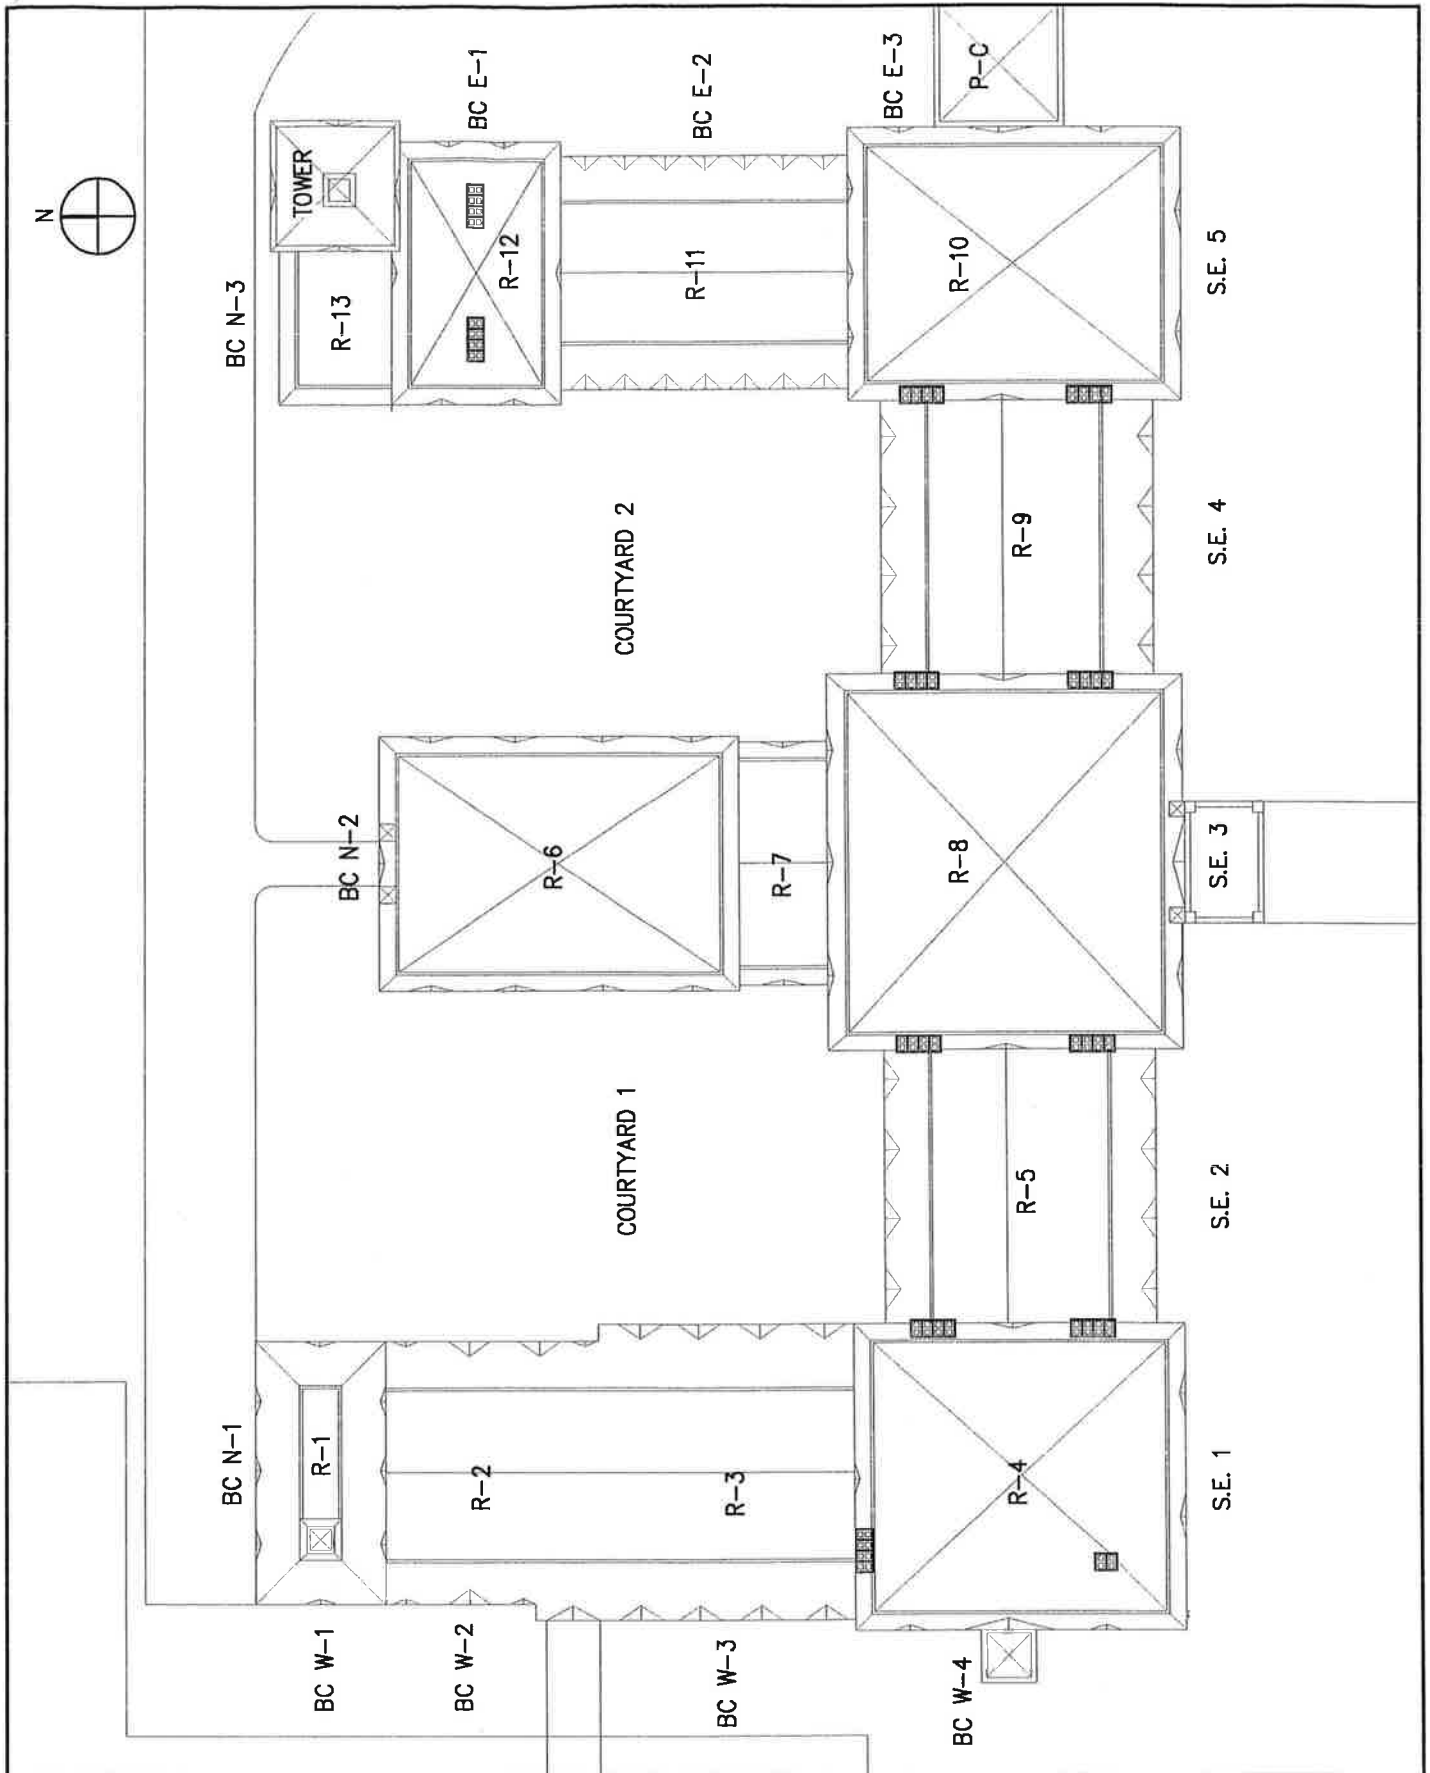 N
BC N-1
BC N-2
BC N-3
BC W-1
R-1
R-13
TOWER
BC W-2
R-2
R-6
R-12
BC E-1
COURTYARD 1
COURTYARD 2
BC W-3
R-3
R-7
R-11
BC E-2
BC W-4
R-4
R-5
R-8
R-9
R-10
BC E-3
P-C
S.E. 1
S.E. 2
S.E. 3
S.E. 4
S.E. 5